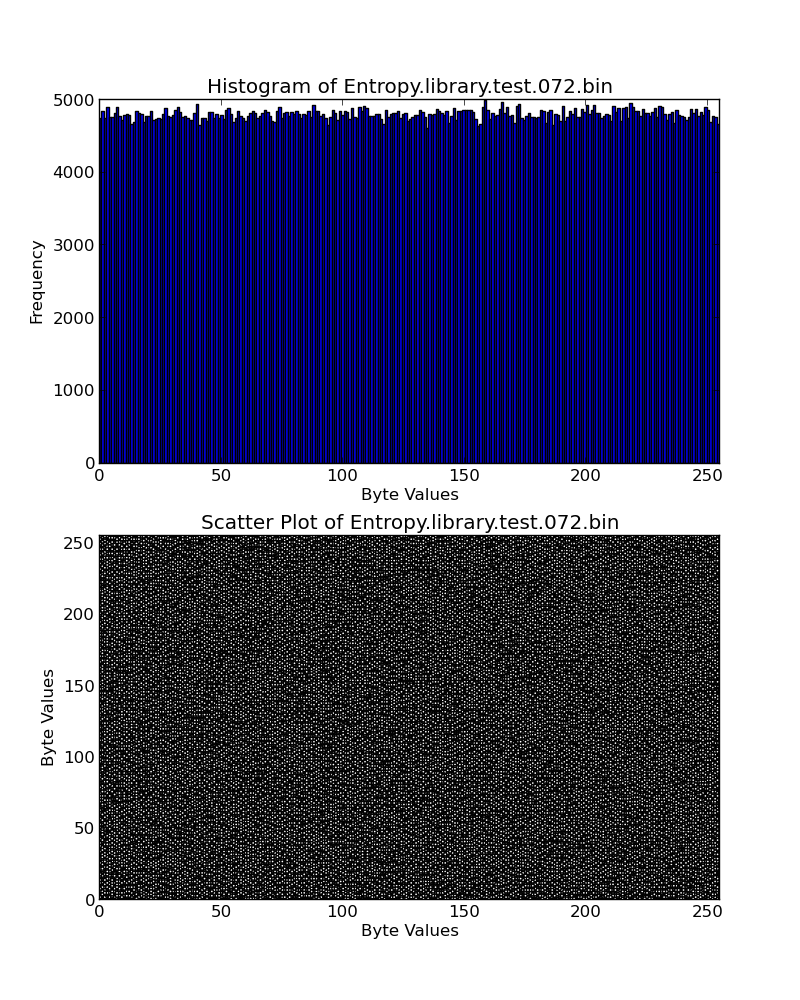 Histogram of Entropy.library.test.072.bin
5000
4000
3000
2000
1000
0
Frequency
0 50 100 150 200 250
Byte Values
Scatter Plot of Entropy.library.test.072.bin
250
200
150
100
50
0
Byte Values
0 50 100 150 200 250
Byte Values